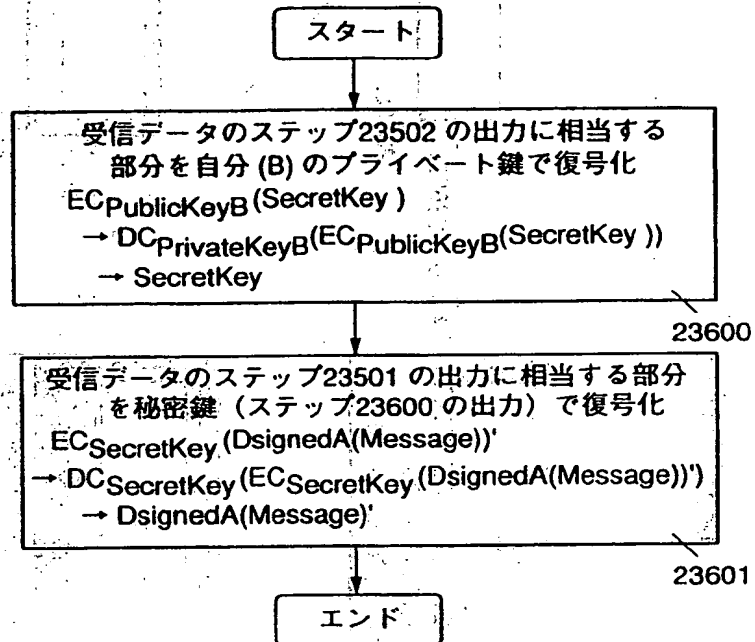 スタート
受信データのステップ23502 の出力に相当する
部分を自分 (B) のプライベート鍵で復号化
ECPublicKeyB(SecretKey )
→ DCPrivateKeyB(ECPublicKeyB(SecretKey ))
→ SecretKey
23600
受信データのステップ23501 の出力に相当する部分
を秘密鍵（ステップ23600 の出力）で復号化
ECSecretKey (DsignedA(Message))'
→ DCSecretKey (ECSecretKey (DsignedA(Message))')
→ DsignedA(Message)'
23601
エンド